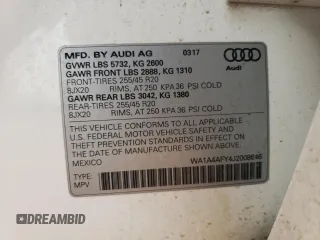 MFD. BY AUDI AG 0317
GVWR LBS 5732, KG 2600
GAWR FRONT LBS 2888, KG 1310
FRONT-TIRES 255/45 R20
8JX20 RIMS, AT 250 KPA 36 PSI COLD
GAWR REAR LBS 3042, KG 1380
REAR-TIRES 255/45 R20
8JX20 RIMS, AT 250 KPA 36 PSI COLD
Audi
THIS VEHICLE CONFORMS TO ALL APPLICABLE
U.S. FEDERAL MOTOR VEHICLE SAFETY
STANDARDS IN EFFECT ON THE DATE OF
MANUFACTURE SHOWN ABOVE.
MEXICO
WA1A4AFY4J2008646
TYPE:
MPV
DREAMBID